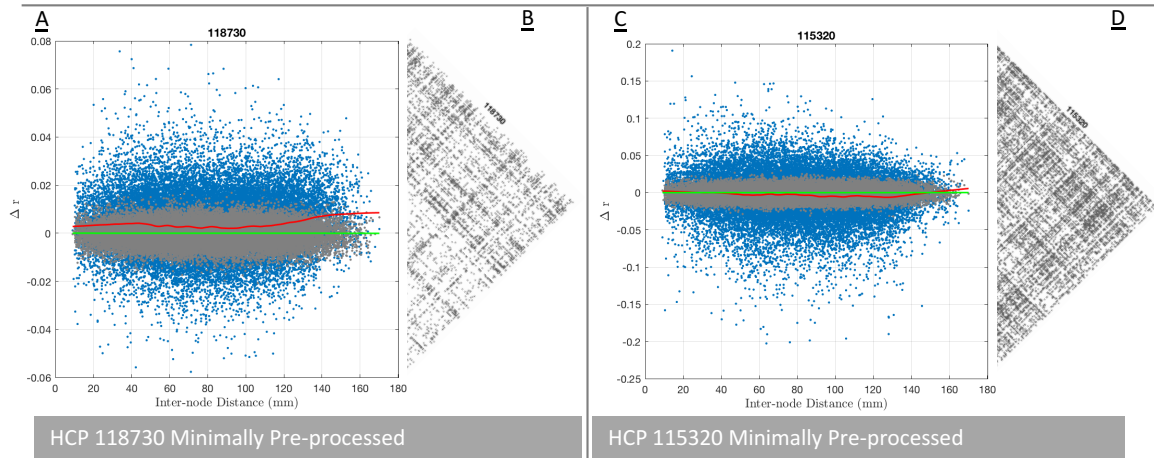 A
B
C
D
118730
0.08
0.06
0.04
0.02
0
-0.02
-0.04
-0.06
Δ r
0 20 40 60 80 100 120 140 160 180
Inter-node Distance (mm)
118730
HCP 118730 Minimally Pre-processed
115320
0.2
0.15
0.1
0.05
0
-0.05
-0.1
-0.15
-0.2
-0.25
Δ r
0 20 40 60 80 100 120 140 160 180
Inter-node Distance (mm)
115320
HCP 115320 Minimally Pre-processed